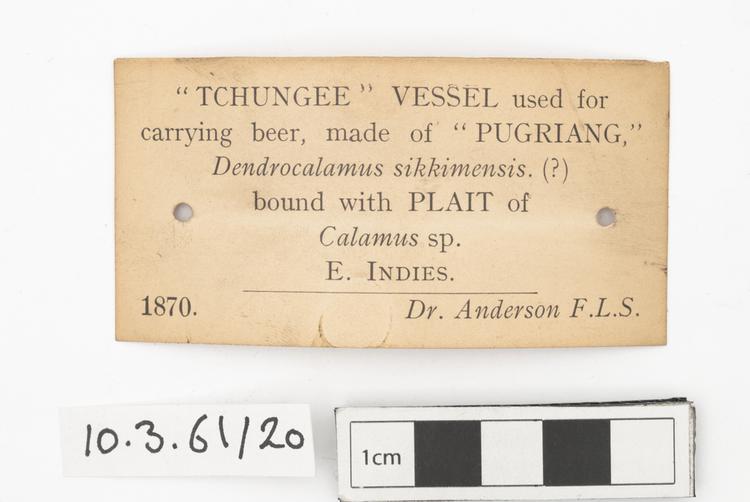 “TCHUNGEE” VESSEL used for
carrying beer, made of “PUGRIANG,”
Dendrocalamus sikkimensis. (?)
bound with PLAIT of
Calamus sp.
E. INDIES.
1870. Dr. Anderson F.L.S.
10.3.61/20
1cm